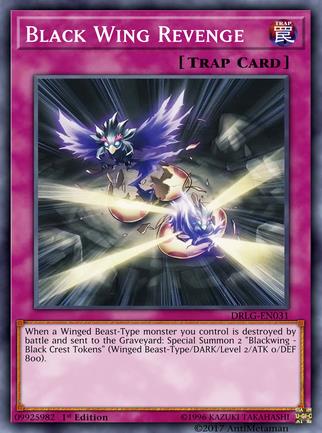 BLACK WING REVENGE
TRAP
罠
[TRAP CARD]
DRLG-EN031
When a Winged Beast-Type monster you control is destroyed by
battle and sent to the Graveyard: Special Summon 2 "Blackwing -
Black Crest Tokens" (Winged Beast-Type/DARK/Level 2/ATK 0/DEF
800).
09925982 1st Edition ©1996 KAZUKI TAKAHASHI
©2017 AntiMetaman